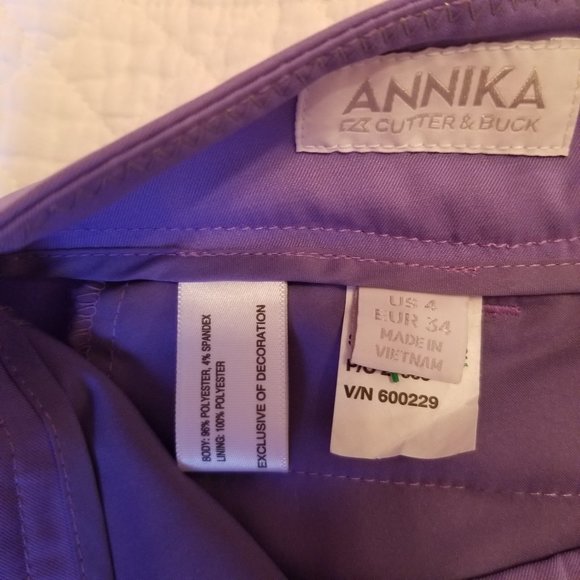 ANNIKA
CUTTER & BUCK
US 4
EUR 34
MADE IN
VIETNAM
V/N 600229
BODY: 96% POLYESTER, 4% SPANDEX
LINING: 100% POLYESTER
EXCLUSIVE OF DECORATION